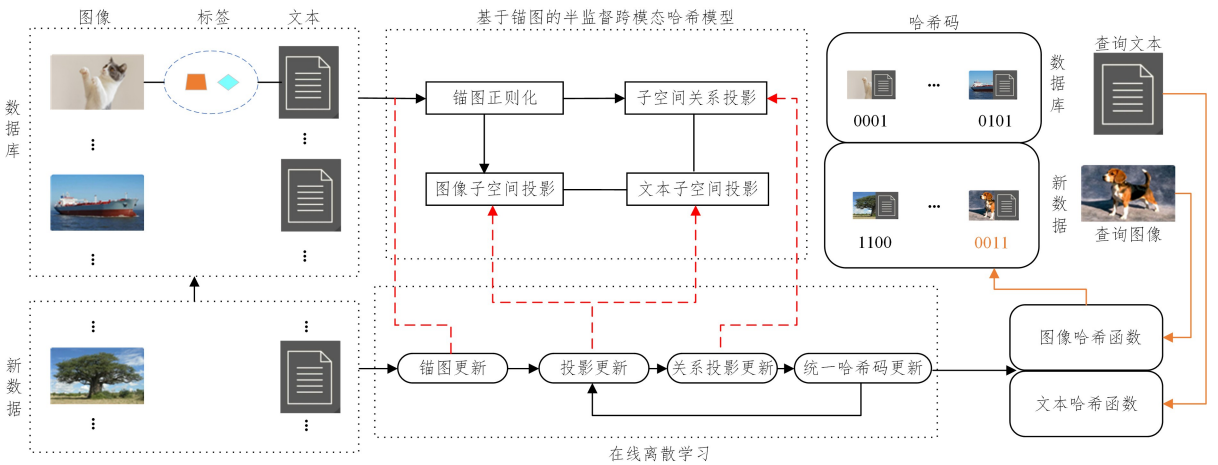 图像
标签
文本
数据库
新数据
基于锚图的半监督跨模态哈希模型
锚图正则化
子空间关系投影
图像子空间投影
文本子空间投影
锚图更新
投影更新
关系投影更新
统一哈希码更新
在线离散学习
哈希码
0001
...
0101
数据库
1100
...
0011
新数据
查询文本
查询图像
图像哈希函数
文本哈希函数